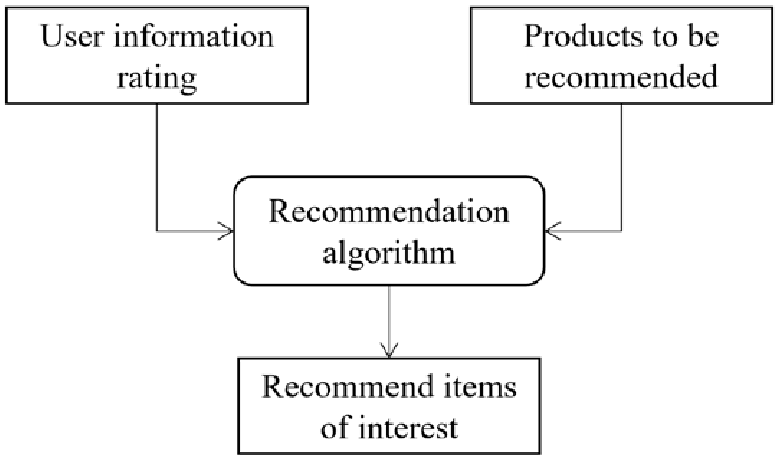 User information
rating
Products to be
recommended
Recommendation
algorithm
Recommend items
of interest